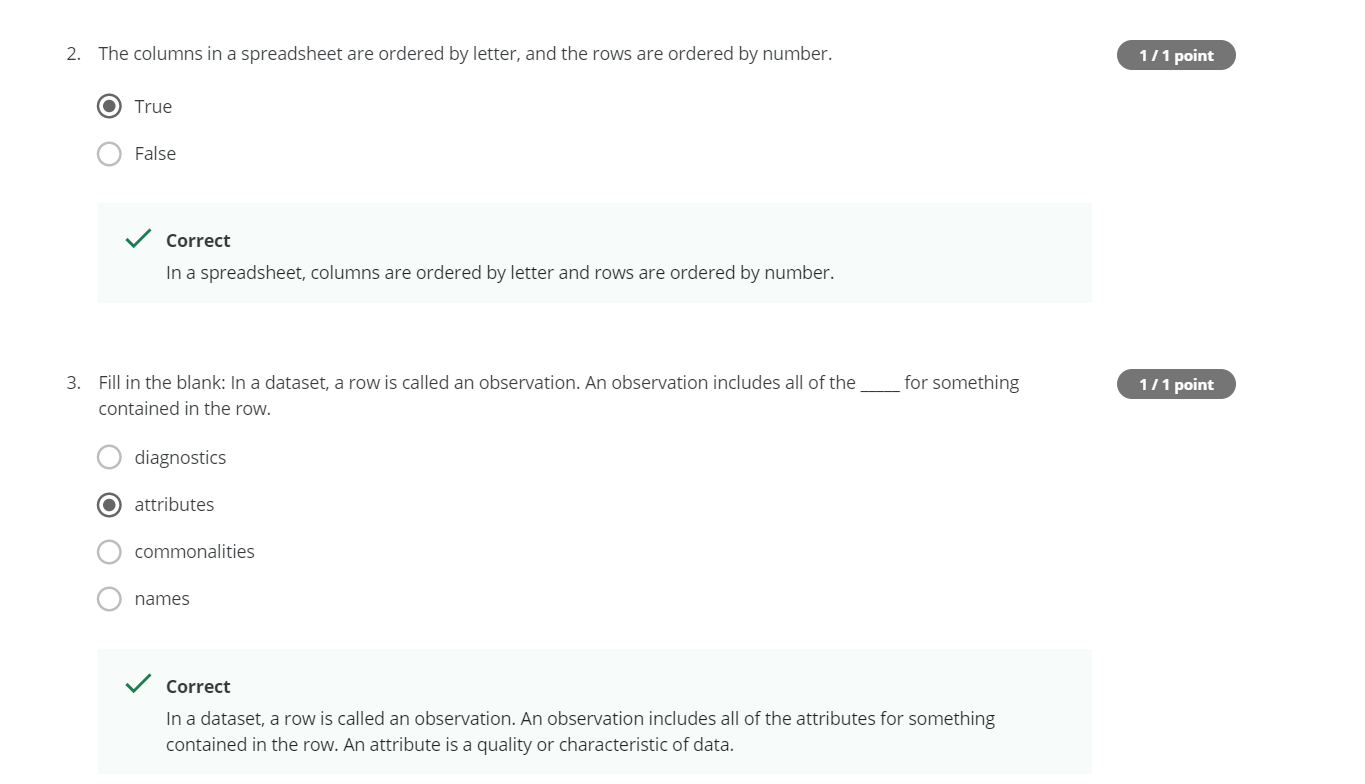 2. The columns in a spreadsheet are ordered by letter, and the rows are ordered by number.
1 / 1 point
True
False
Correct
In a spreadsheet, columns are ordered by letter and rows are ordered by number.
3. Fill in the blank: In a dataset, a row is called an observation. An observation includes all of the _____ for something
1 / 1 point
contained in the row.
diagnostics
attributes
commonalities
names
Correct
In a dataset, a row is called an observation. An observation includes all of the attributes for something
contained in the row. An attribute is a quality or characteristic of data.